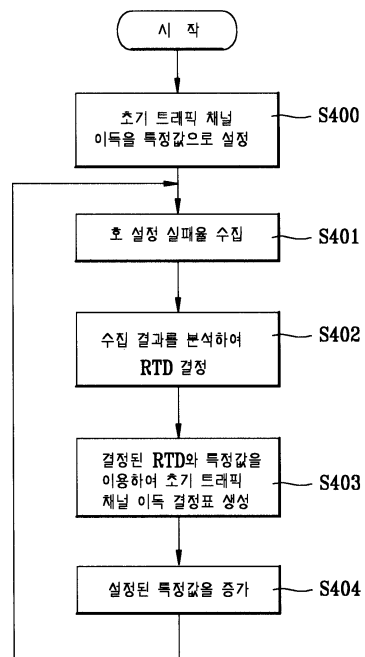 시 작
초기 트래픽 채널
이득을 특정값으로 설정
S400
호 설정 실패율 수집
S401
수집 결과를 분석하여
RTD 결정
S402
결정된 RTD와 특정값을
이용하여 초기 트래픽
채널 이득 결정표 생성
S403
설정된 특정값을 증가
S404